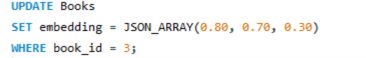 UPDATE Books
SET embedding = JSON_ARRAY(0.80, 0.70, 0.30)
WHERE book_id = 3;